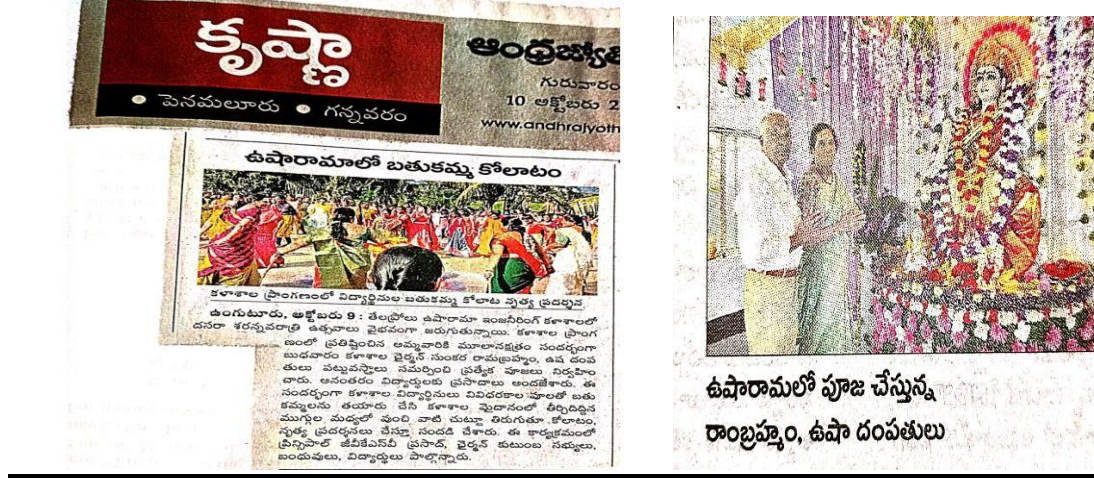 కృష్ణా
• పెనమలూరు • గన్నవరం
ఆంధ్రజ్యోతి
గురువారం
10 అక్టోబరు 2
www.andhrajyoth
ఉషారామాలో బతుకమ్మ కోలాటం
కళాశాల ప్రాంగణంలో విద్యార్థినుల బతుకమ్మ కోలాట నృత్య ప్రదర్శన
ఉంగుటూరు, అక్టోబరు 9 : తేలప్రోలు ఉషారామా ఇంజనీరింగ్ కళాశాలలో
దసరా శరన్నవరాత్రి ఉత్సవాలు వైభవంగా జరుగుతున్నాయి. కళాశాల ప్రాంగ
ణంలో ప్రతిష్టించిన అమ్మవారికి మూలానక్షత్రం సందర్భంగా
బుధవారం కళాశాల చైర్మన్ సుంకర రామబ్రహ్మం, ఉష దంప
తులు పట్టువస్త్రాలు సమర్పించి ప్రత్యేక పూజలు నిర్వహిం
చారు. అనంతరం విద్యార్థులకు ప్రసాదాలు అందజేశారు. ఈ
సందర్భంగా కళాశాల విద్యార్థినులు వివిధరకాల పూలతో బతు
కమ్మలను తయారు చేసి కళాశాల మైదానంలో తీర్చిదిద్దిన
ముగ్గుల మధ్యలో వుంచి వాటి చుట్టూ తిరుగుతూ కోలాటం,
నృత్య ప్రదర్శనలు చేస్తూ సందడి చేశారు. ఈ కార్యక్రమంలో
ప్రిన్సిపాల్ జీవీకేఎస్‌వీ ప్రసాద్, చైర్మన్ కుటుంబ సభ్యులు,
బంధువులు, విద్యార్థులు పాల్గొన్నారు.
ఉషారామలో పూజ చేస్తున్న
రాంబ్రహ్మం, ఉషా దంపతులు